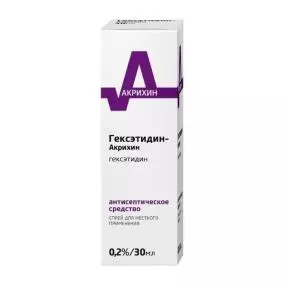 АКРИХИН
Гексэтидин-
Акрихин
гексэтидин
антисептическое
средство
спрей для местного
применения
0,2%/30мл